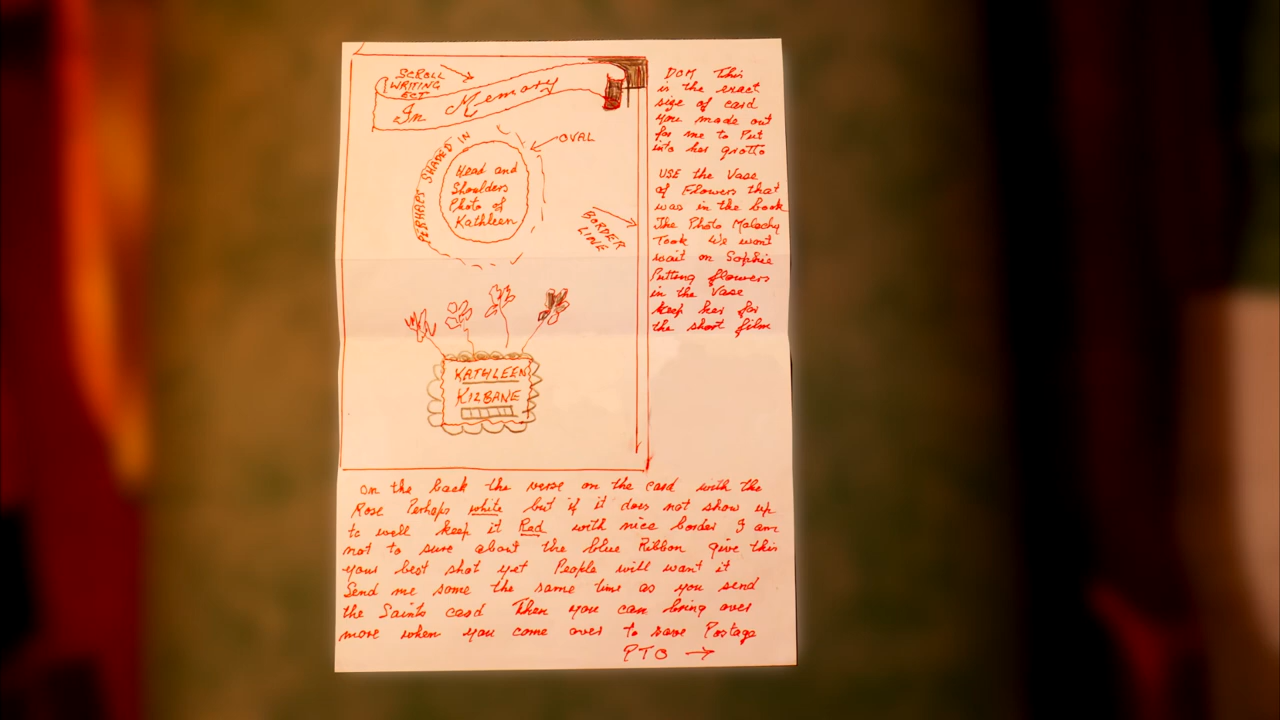 SCROLL
WRITING
ECT
In Memory
PERHAPS SHAPED IN
OVAL
Head and
Shoulders
Photo of
Kathleen
BORDER
LINE
KATHLEEN
KILBANE
DOM This
is the exact
size of card
you made out
for me to Put
into her grotto
USE the Vase
of Flowers that
was in the book
The Photo Malachy
Took We wont
wait on Sophie
Putting flowers
in the Vase
keep her for
the short film
On the back the verse on the card with the
Rose Perhaps white but if it does not show up
to well keep it Red with nice border I am
not to sure about the blue Ribbon give this
your best shot yet People will want it
Send me some the same time as you send
the Saints card Then you can bring over
more when you come over to save Postage
PTO →